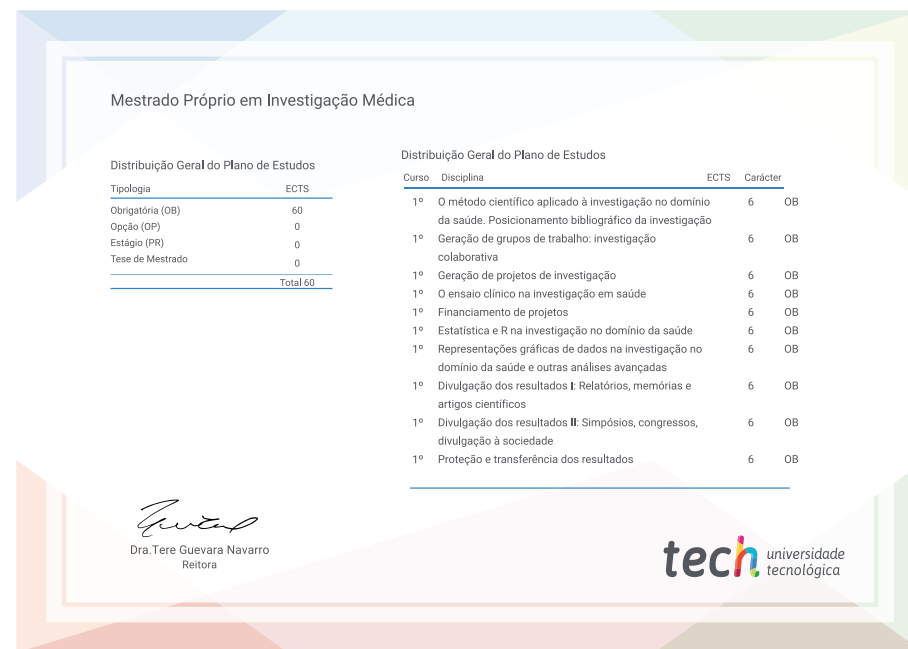 Mestrado Próprio em Investigação Médica
Distribuição Geral do Plano de Estudos
Tipologia ECTS
Obrigatória (OB) 60
Opção (OP) 0
Estágio (PR) 0
Tese de Mestrado 0
Total 60
Distribuição Geral do Plano de Estudos
Curso Disciplina ECTS Carácter
1º O método científico aplicado à investigação no domínio 6 OB
da saúde. Posicionamento bibliográfico da investigação
1º Geração de grupos de trabalho: investigação 6 OB
colaborativa
1º Geração de projetos de investigação 6 OB
1º O ensaio clínico na investigação em saúde 6 OB
1º Financiamento de projetos 6 OB
1º Estatística e R na investigação no domínio da saúde 6 OB
1º Representações gráficas de dados na investigação no 6 OB
domínio da saúde e outras análises avançadas
1º Divulgação dos resultados I: Relatórios, memórias e 6 OB
artigos científicos
1º Divulgação dos resultados II: Simpósios, congressos, 6 OB
divulgação à sociedade
1º Proteção e transferência dos resultados 6 OB
Dra.Tere Guevara Navarro
Reitora
tech universidade
tecnológica